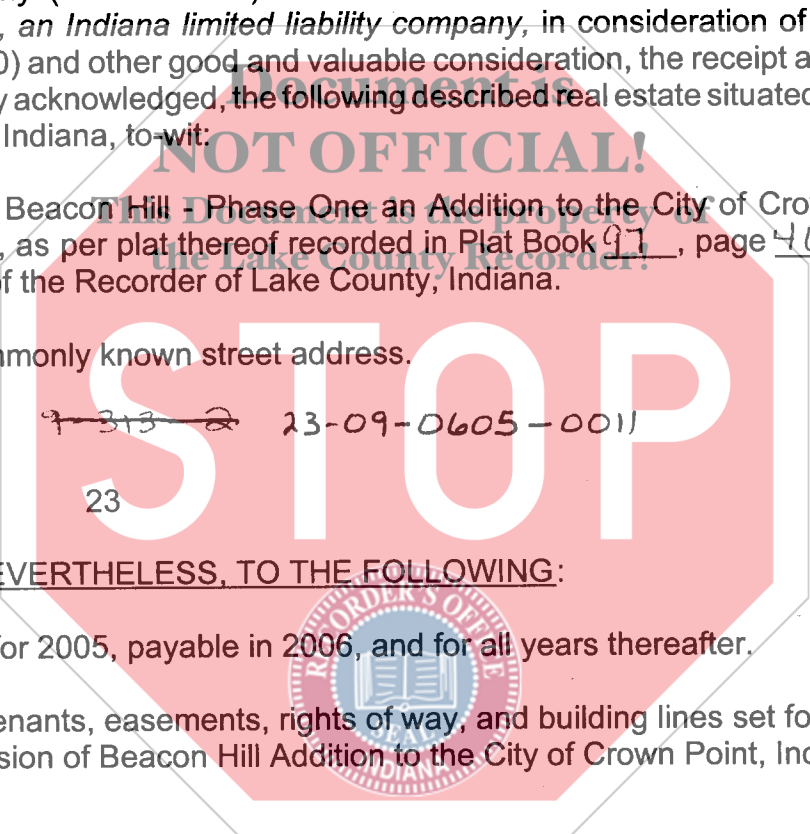 , an Indiana limited liability company, in consideration of
0) and other good and valuable consideration, the receipt a
y acknowledged, the following described real estate situated
Indiana, to-wit:
Document is
NOT OFFICIAL!
This Document is the property of
the Lake County Recorder!
Beacon Hill - Phase One an Addition to the City of Cro
, as per plat thereof recorded in Plat Book 97, page
f the Recorder of Lake County, Indiana.
mmonly known street address.
STOP
9-313-2 23-09-0605-0011
23
EVERTHELESS, TO THE FOLLOWING:
RECORDER'S OFFICE
SEAL
INDIANA
or 2005, payable in 2006, and for all years thereafter.
enants, easements, rights of way, and building lines set fo
sion of Beacon Hill Addition to the City of Crown Point, Ind